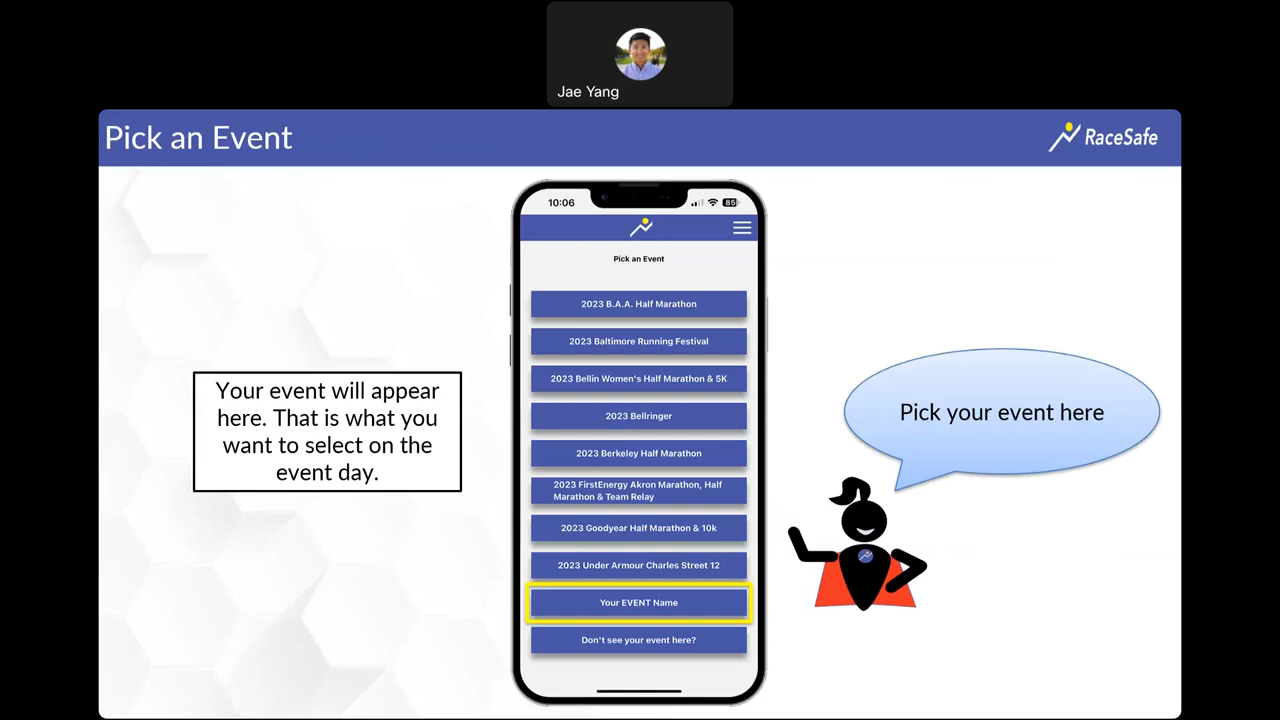 Jae Yang
Pick an Event
RaceSafe
10:06
85
Pick an Event
2023 B.A.A. Half Marathon
2023 Baltimore Running Festival
2023 Bellin Women's Half Marathon & 5K
2023 Bellringer
2023 Berkeley Half Marathon
2023 FirstEnergy Akron Marathon, Half
Marathon & Team Relay
2023 Goodyear Half Marathon & 10k
2023 Under Armour Charles Street 12
Your EVENT Name
Don't see your event here?
Your event will appear
here. That is what you
want to select on the
event day.
Pick your event here